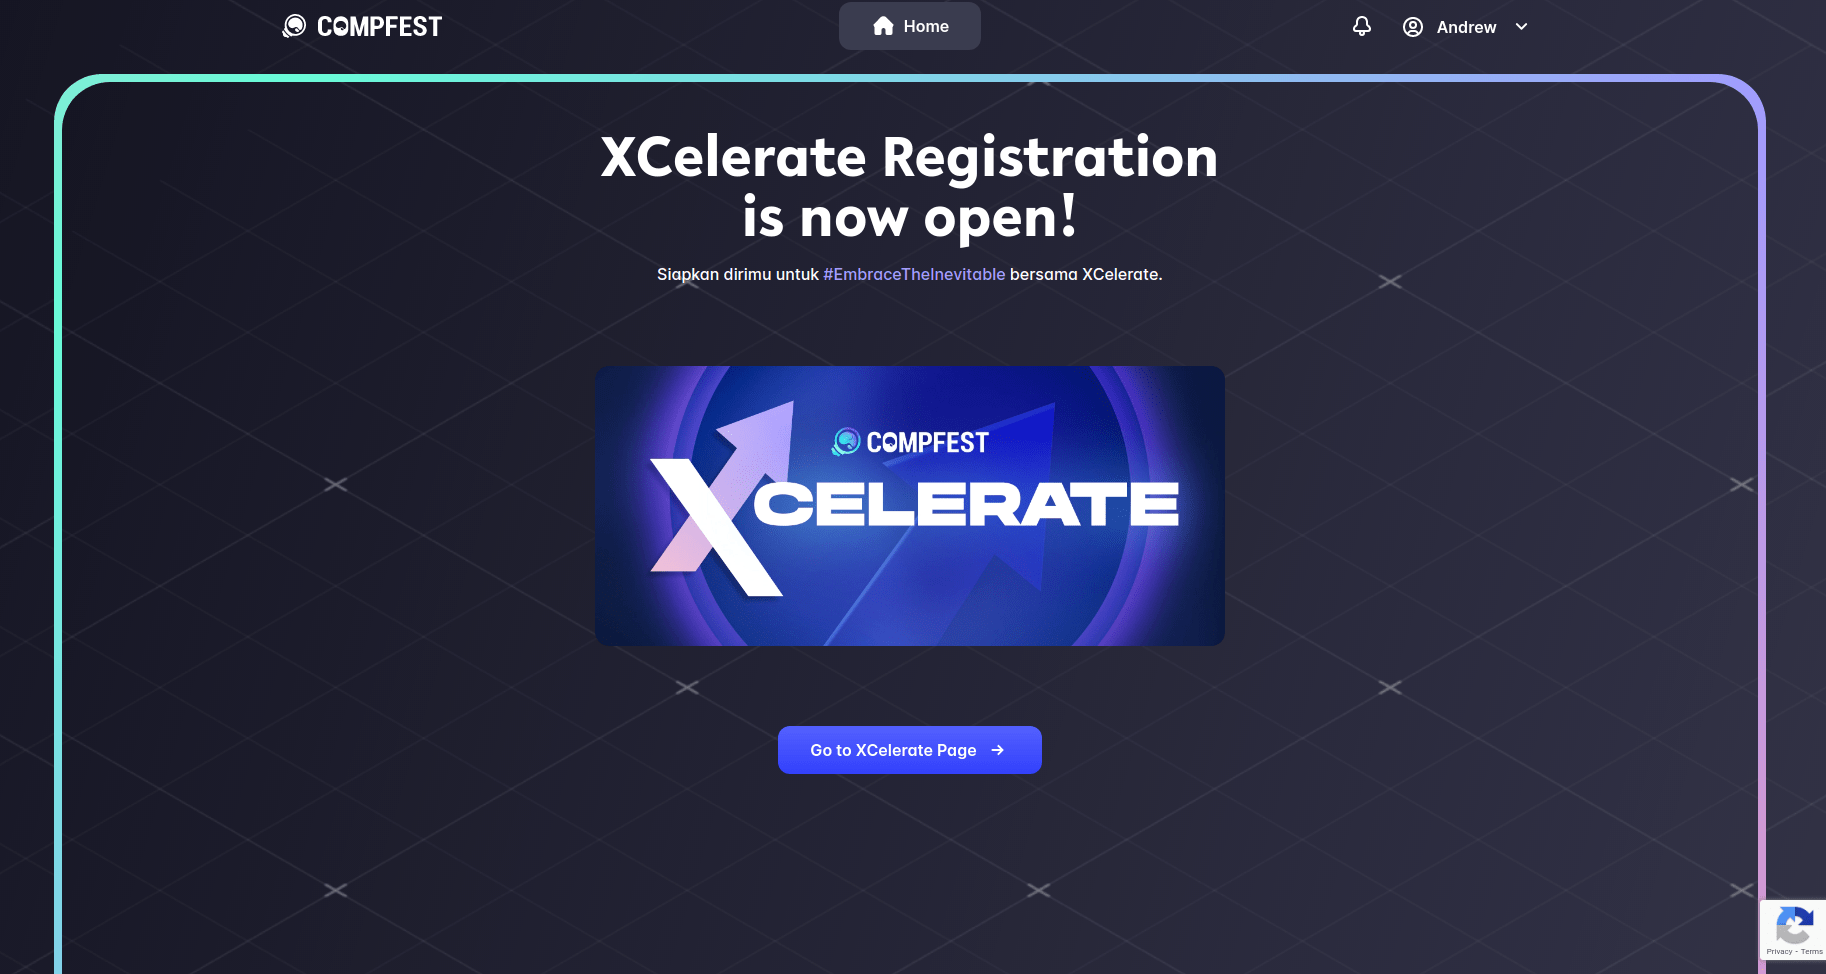 COMPFEST
Home
Andrew
XCelerate Registration
is now open!
Siapkan dirimu untuk #EmbraceTheInevitable bersama XCelerate.
COMPFEST
XCELERATE
Go to XCelerate Page
Privacy - Terms